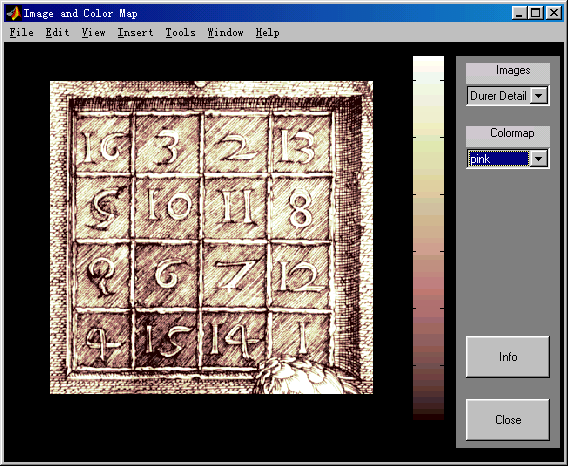 Image and Color Map
File Edit View Insert Tools Window Help
Images
Durer Detail
Colormap
pink
16 3 2 13
5 10 11 8
9 6 7 12
4 15 14 1
Info
Close